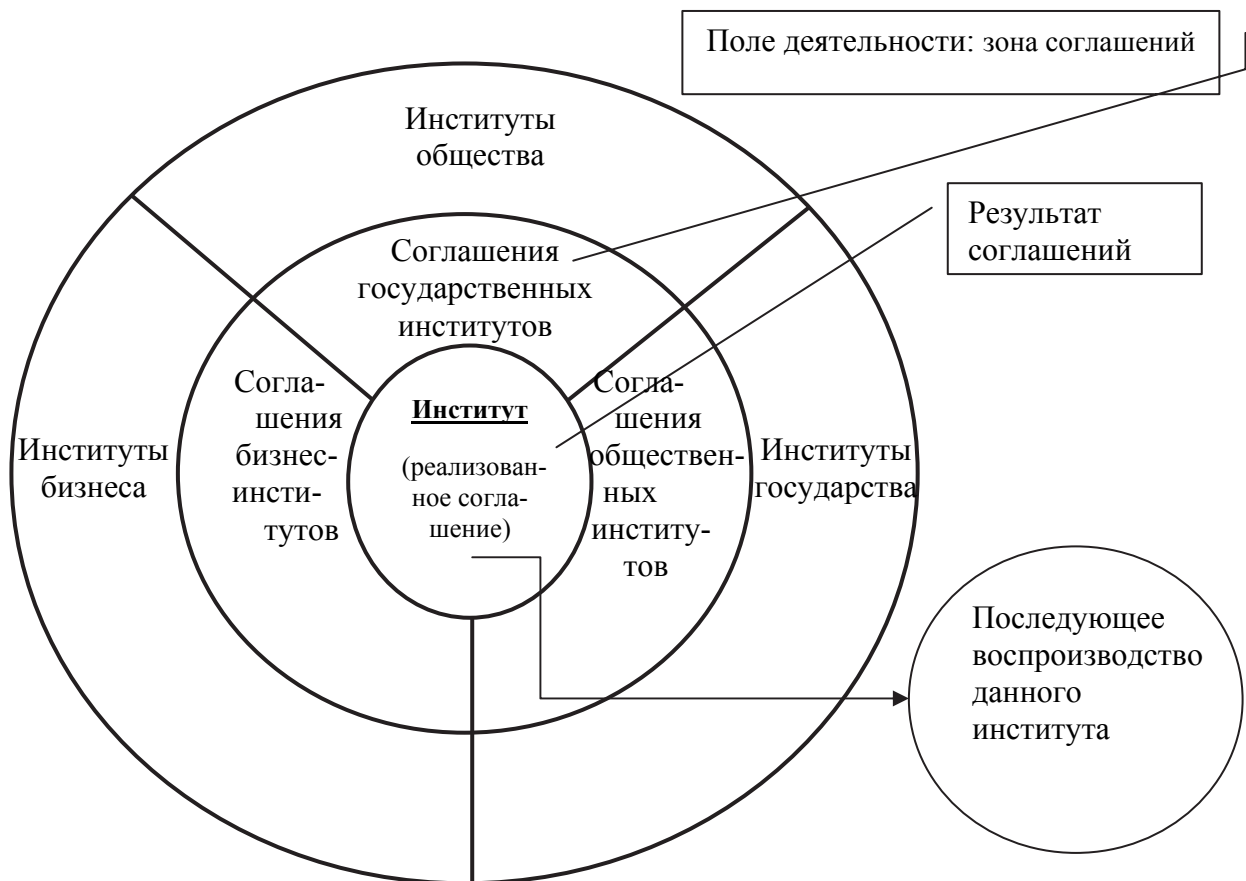 Поле деятельности: зона соглашений
Институты
общества
Результат
соглашений
Соглашения
государственных
институтов
Согла-
шения
бизнес-
инсти-
тутов
Институт
(реализован-
ное согла-
шение)
Согла-
шения
обществен-
ных
институ-
тов
Институты
бизнеса
Институты
государства
Последующее
воспроизводство
данного
института